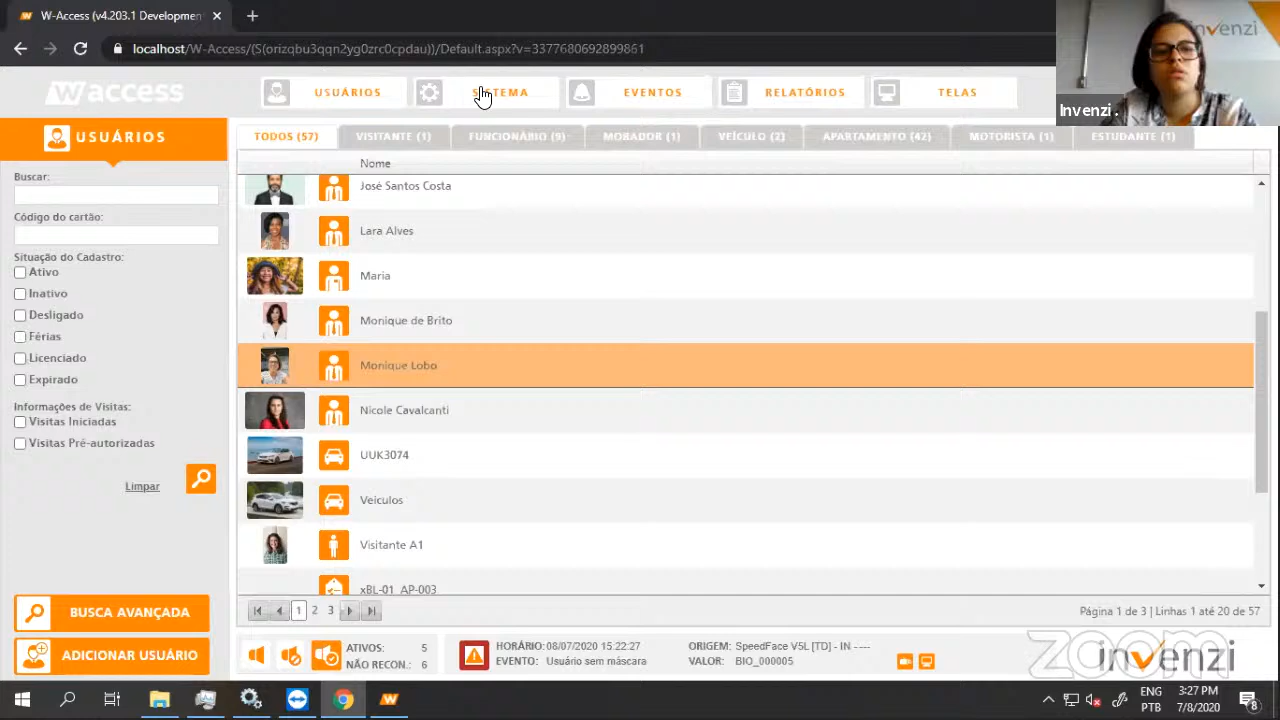 W-Access (v4.203.1 Developmen
localhost/W-Access/(S(orizqbu3qqn2yg0zrc0cpdau))/Default.aspx?v=3377680692899861
invenzi
Invenzi .
waccess
USUÁRIOS
SISTEMA
EVENTOS
RELATÓRIOS
TELAS
USUÁRIOS
TODOS (57)
VISITANTE (1)
FUNCIONÁRIO (9)
MORADOR (1)
VEÍCULO (2)
APARTAMENTO (42)
MOTORISTA (1)
ESTUDANTE (1)
Buscar:
Código do cartão:
Situação do Cadastro:
Ativo
Inativo
Desligado
Férias
Licenciado
Expirado
Informações de Visitas:
Visitas Iniciadas
Visitas Pré-autorizadas
Limpar
BUSCA AVANÇADA
ADICIONAR USUÁRIO
Nome
José Santos Costa
Lara Alves
Maria
Monique de Brito
Monique Lobo
Nicole Cavalcanti
UUK3074
Veiculos
Visitante A1
xBL-01_AP-003
1 2 3
Página 1 de 3 | Linhas 1 até 20 de 57
ATIVOS: 5
NÃO RECON.: 6
HORÁRIO: 08/07/2020 15:22:27
EVENTO: Usuário sem máscara
ORIGEM: SpeedFace V5L [TD] - IN - ----
VALOR: BIO_000005
zoom
invenzi
ENG
PTB
3:27 PM
7/8/2020
8